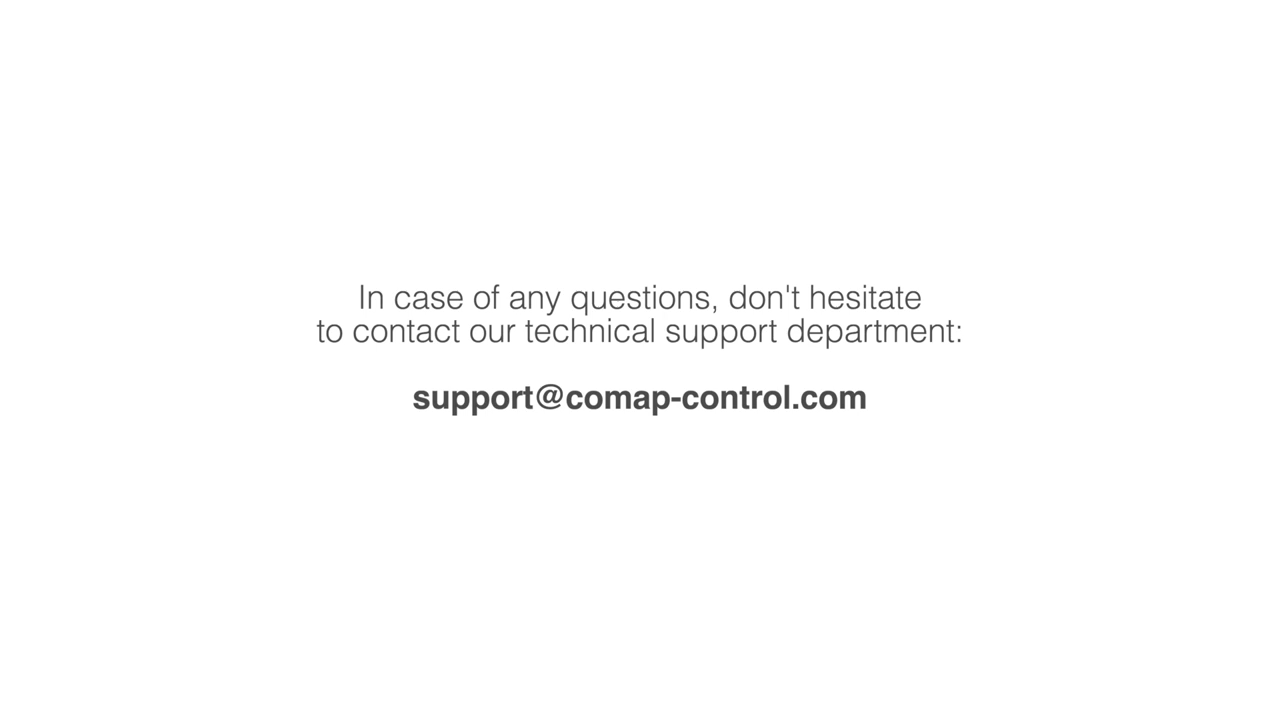 In case of any questions, don't hesitate
to contact our technical support department:
support@comap-control.com